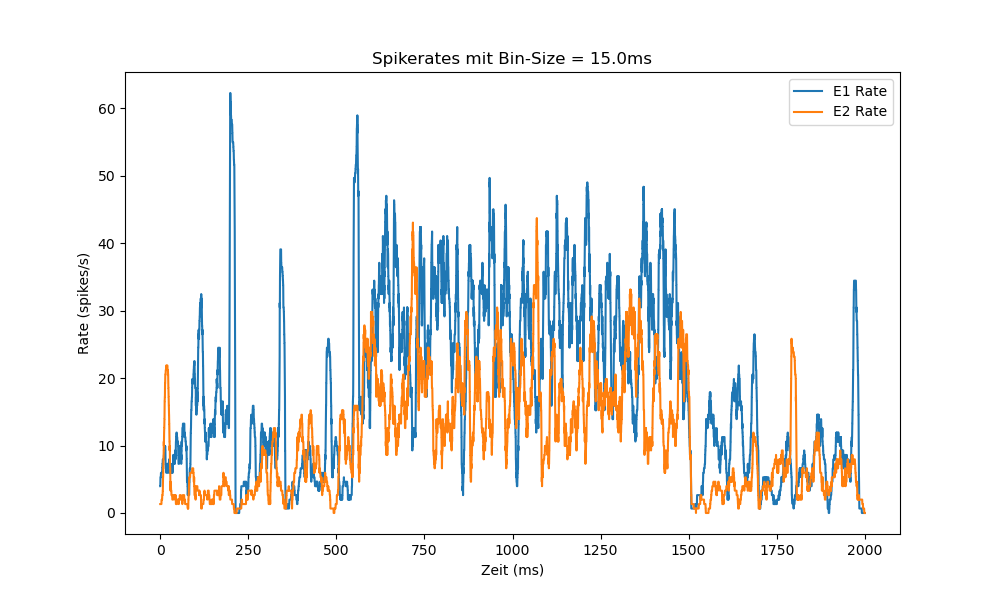 Spikerates mit Bin-Size = 15.0ms
E1 Rate
E2 Rate
Rate (spikes/s)
60
50
40
30
20
10
0
0 250 500 750 1000 1250 1500 1750 2000
Zeit (ms)